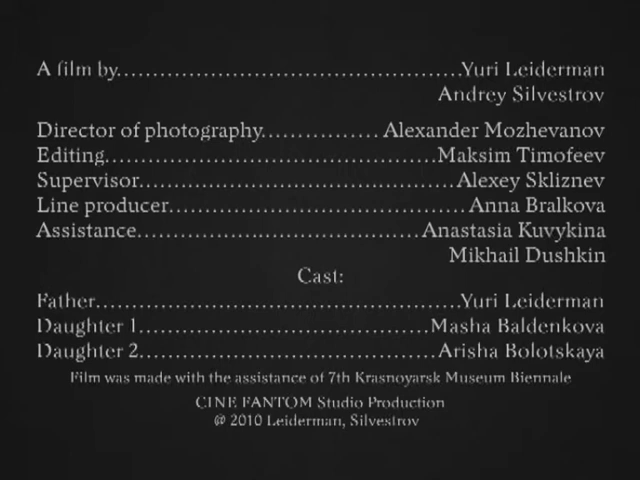 A film by..........................................Yuri Leiderman
Andrey Silvestrov
Director of photography................Alexander Mozhevanov
Editing..........................................Maksim Timofeev
Supervisor........................................Alexey Skliznev
Line producer.....................................Anna Bralkova
Assistance...................................Anastasia Kuvykina
Mikhail Dushkin
Cast:
Father.............................................Yuri Leiderman
Daughter 1....................................Masha Baldenkova
Daughter 2.....................................Arisha Bolotskaya
Film was made with the assistance of 7th Krasnoyarsk Museum Biennale
CINE FANTOM Studio Production
@ 2010 Leiderman, Silvestrov